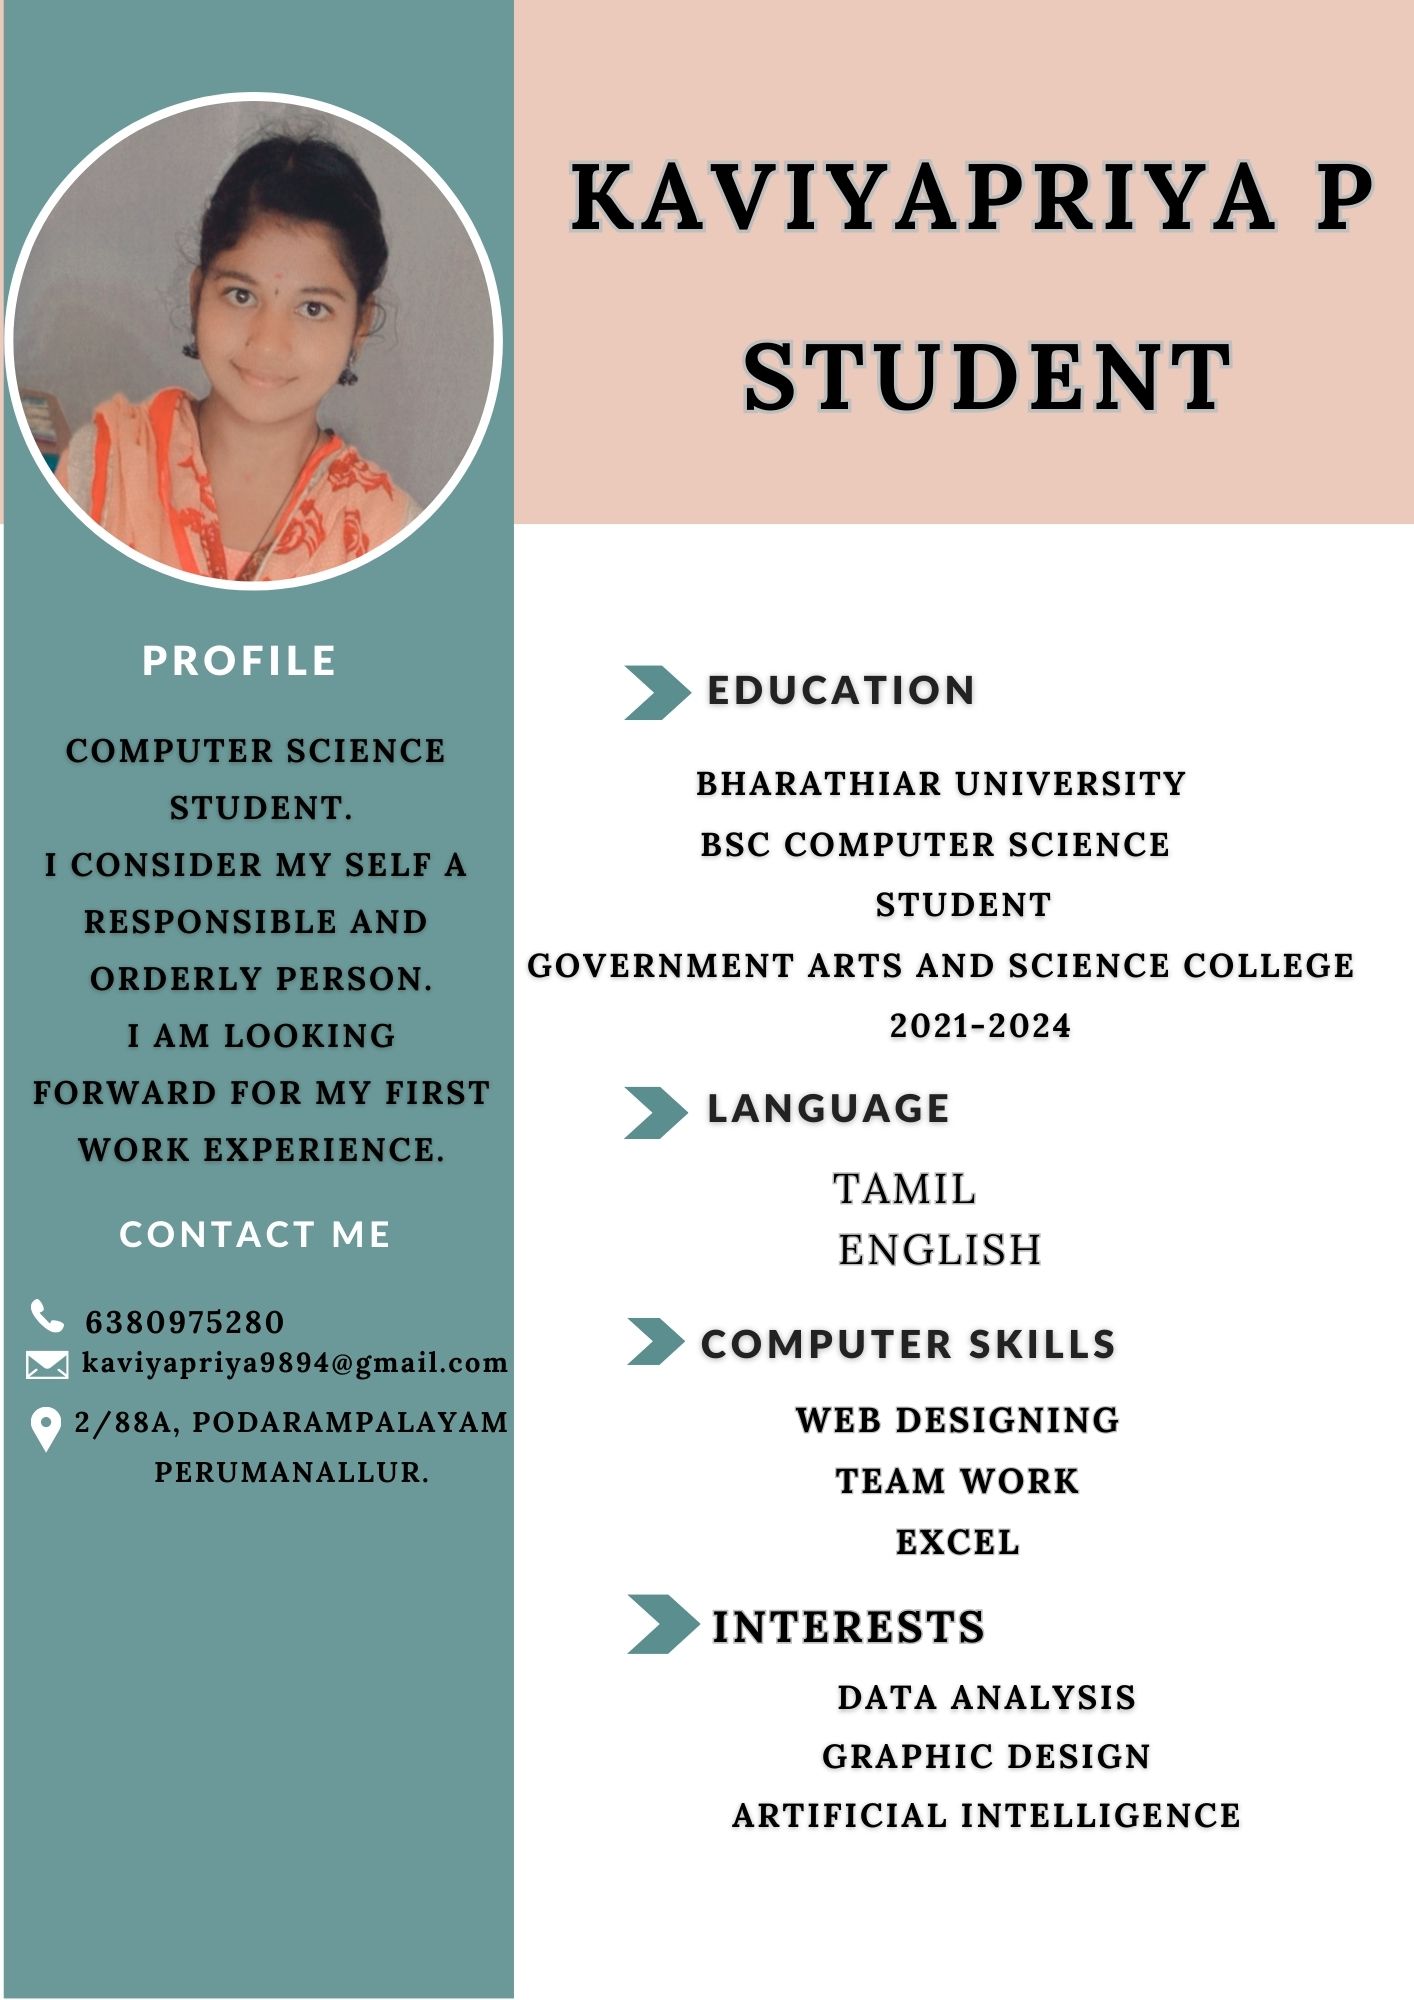 KAVIYAPRIYA P
STUDENT
PROFILE
COMPUTER SCIENCE
STUDENT.
I CONSIDER MY SELF A
RESPONSIBLE AND
ORDERLY PERSON.
I AM LOOKING
FORWARD FOR MY FIRST
WORK EXPERIENCE.
CONTACT ME
6380975280
kaviyapriya9894@gmail.com
2/88A, PODARAMPALAYAM
PERUMANALLUR.
EDUCATION
BHARATHIAR UNIVERSITY
BSC COMPUTER SCIENCE
STUDENT
GOVERNMENT ARTS AND SCIENCE COLLEGE
2021-2024
LANGUAGE
TAMIL
ENGLISH
COMPUTER SKILLS
WEB DESIGNING
TEAM WORK
EXCEL
INTERESTS
DATA ANALYSIS
GRAPHIC DESIGN
ARTIFICIAL INTELLIGENCE